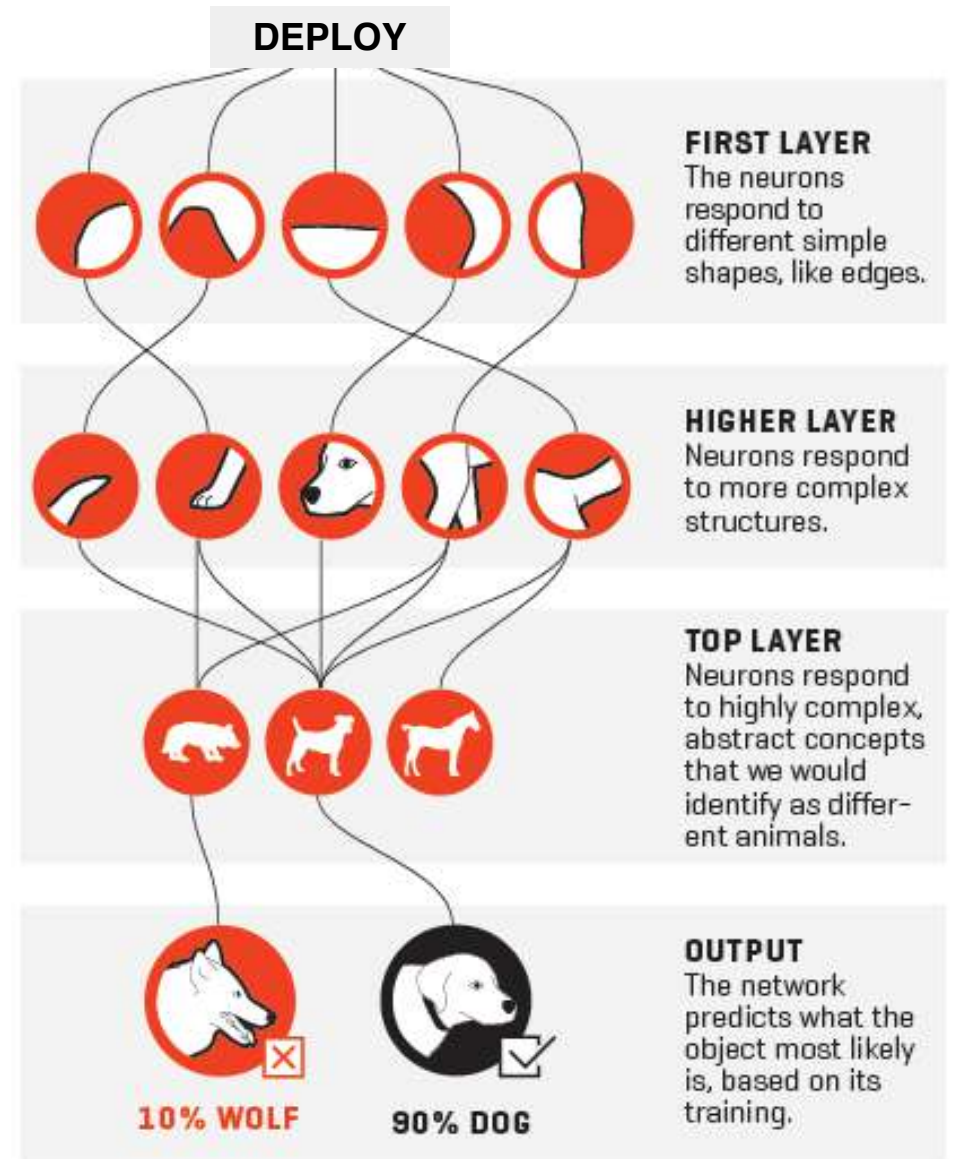 DEPLOY
FIRST LAYER
The neurons
respond to
different simple
shapes, like edges.
HIGHER LAYER
Neurons respond
to more complex
structures.
TOP LAYER
Neurons respond
to highly complex,
abstract concepts
that we would
identify as differ-
ent animals.
OUTPUT
The network
predicts what the
object most likely
is, based on its
training.
10% WOLF
90% DOG